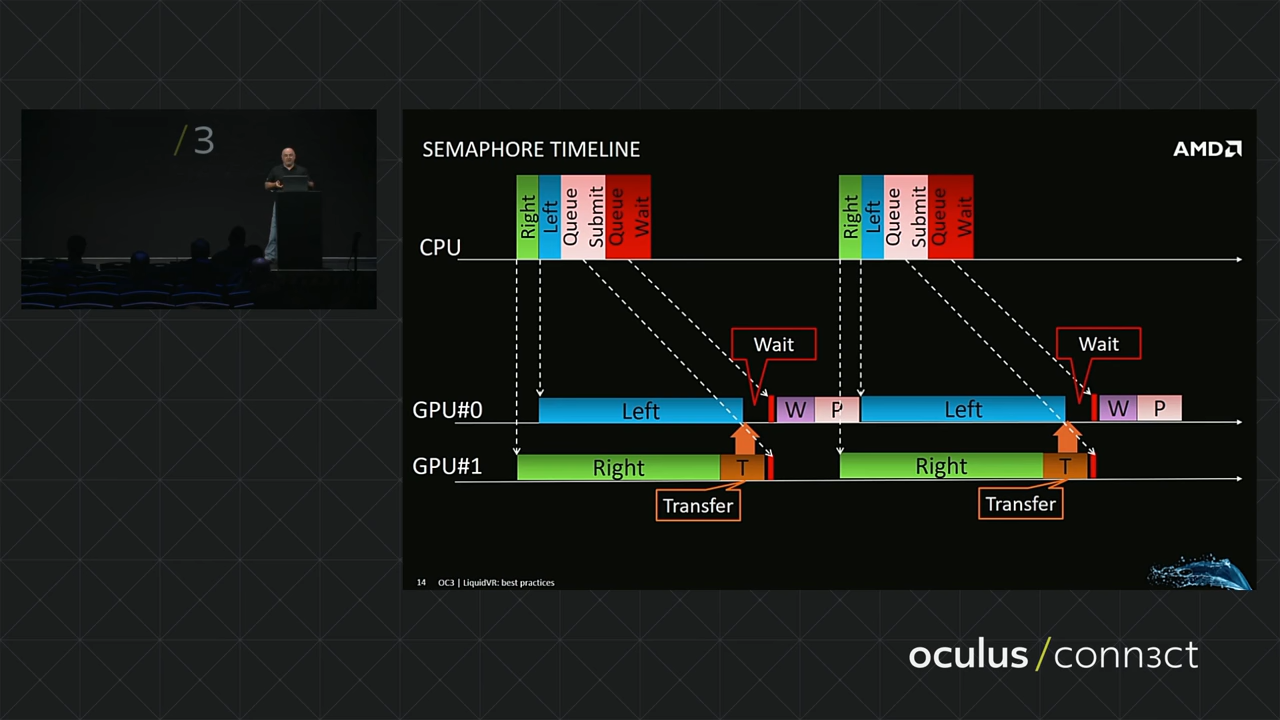 /3
SEMAPHORE TIMELINE
AMD
Right
Left
Queue
Submit
Queue
Wait
Right
Left
Queue
Submit
Queue
Wait
CPU
Wait
Wait
GPU#0
Left
W
P
Left
W
P
GPU#1
Right
T
Right
T
Transfer
Transfer
14 OC3 | LiquidVR: best practices
oculus /conn3ct